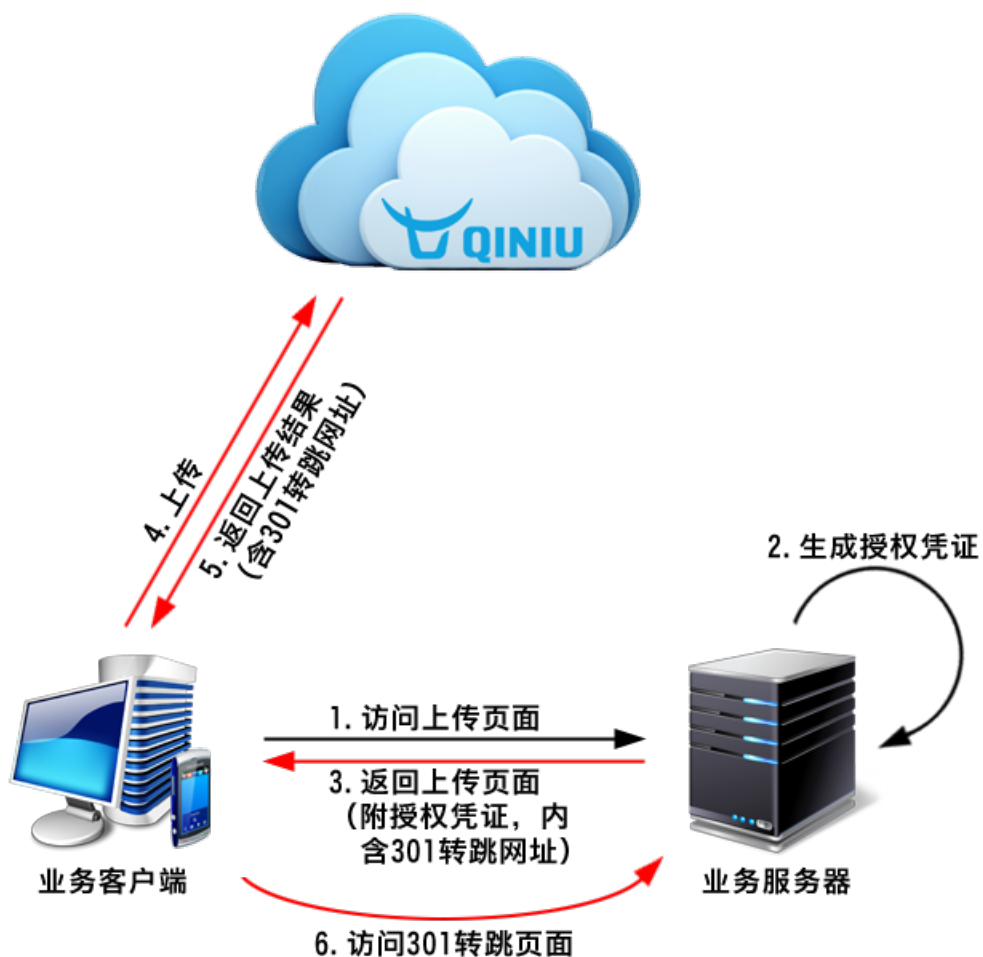 QINIU
4. 上传
5. 返回上传结果
（含301转跳网址）
2. 生成授权凭证
1. 访问上传页面
3. 返回上传页面
（附授权凭证，内
含301转跳网址）
业务客户端
业务服务器
6. 访问301转跳页面